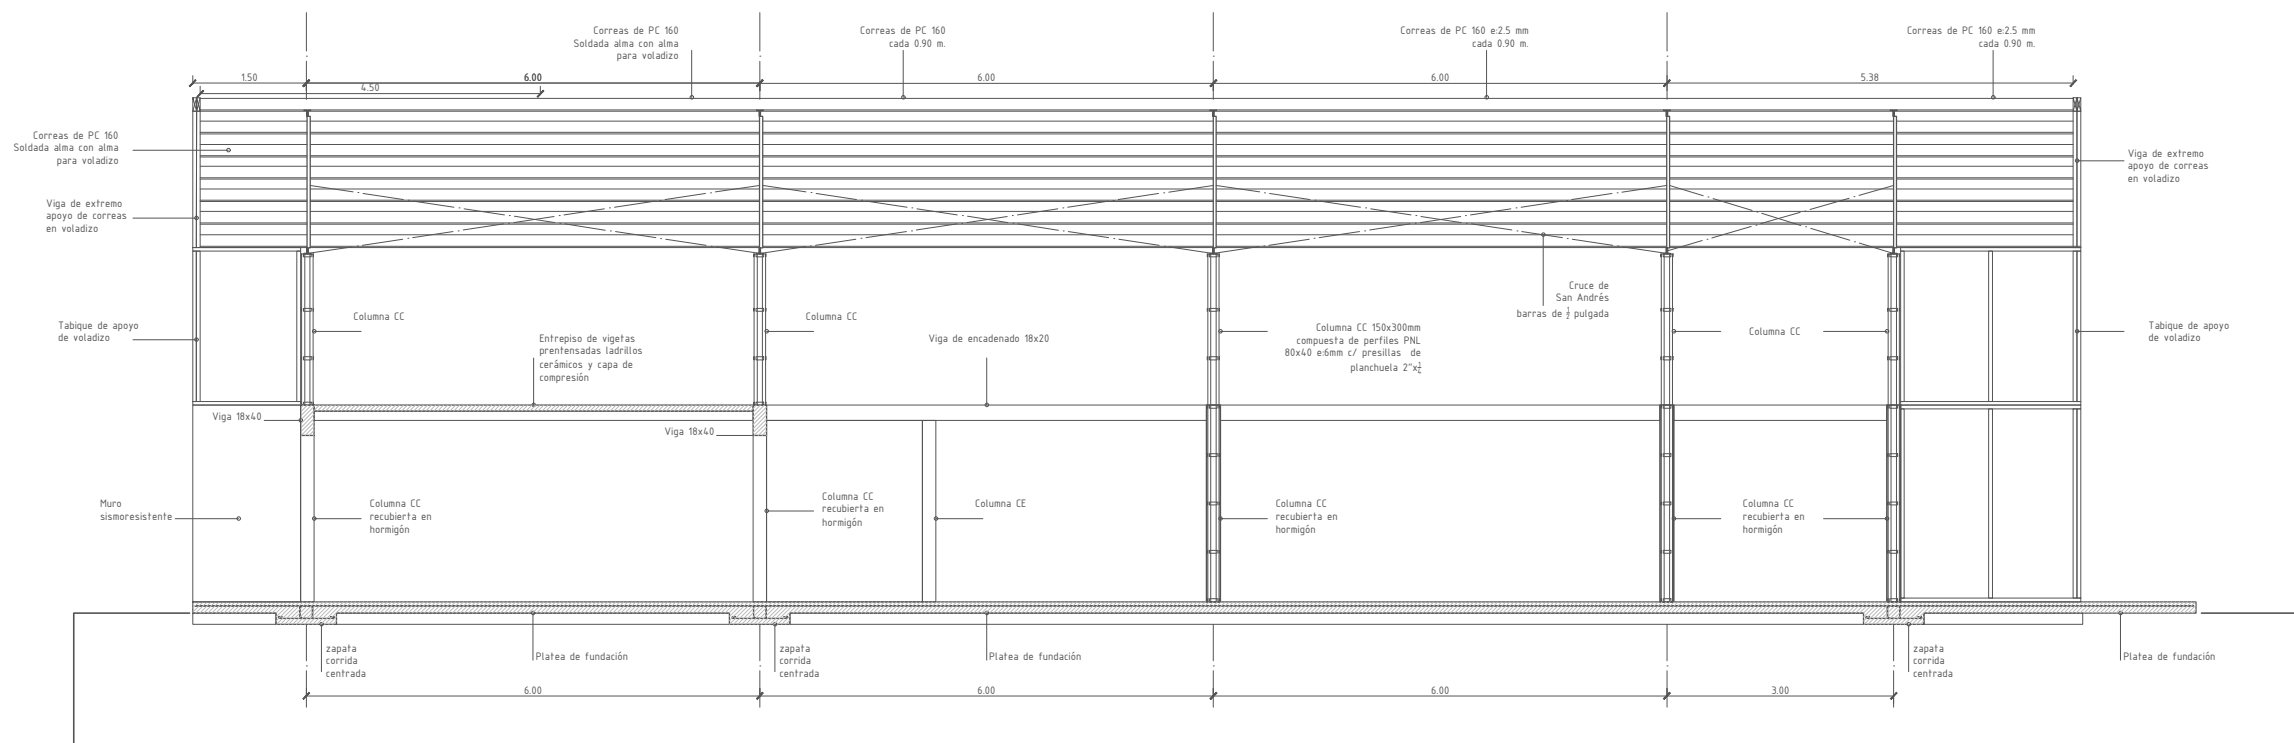 Correas de PC 160
Soldada alma con alma
para voladizo
Correas de PC 160
cada 0.90 m.
Correas de PC 160 e:2.5 mm
cada 0.90 m.
Correas de PC 160 e:2.5 mm
cada 0.90 m.
1.50
6.00
6.00
6.00
5.38
4.50
Correas de PC 160
Soldada alma con alma
para voladizo
Viga de extremo
apoyo de correas
en voladizo
Viga de extremo
apoyo de correas
en voladizo
Cruce de
San Andrés
barras de ½ pulgada
Tabique de apoyo
de voladizo
Columna CC
Entrepiso de vigetas
prentensadas ladrillos
cerámicos y capa de
compresión
Columna CC
Viga de encadenado 18x20
Columna CC 150x300mm
compuesta de perfiles PNL
80x40 e:6mm c/ presillas de
planchuela 2"x¼
Columna CC
Tabique de apoyo
de voladizo
Viga 18x40
Viga 18x40
Muro
sismoresistente
Columna CC
recubierta en
hormigón
Columna CC
recubierta en
hormigón
Columna CE
Columna CC
recubierta en
hormigón
Columna CC
recubierta en
hormigón
zapata
corrida
centrada
Platea de fundación
zapata
corrida
centrada
Platea de fundación
zapata
corrida
centrada
Platea de fundación
6.00
6.00
6.00
3.00